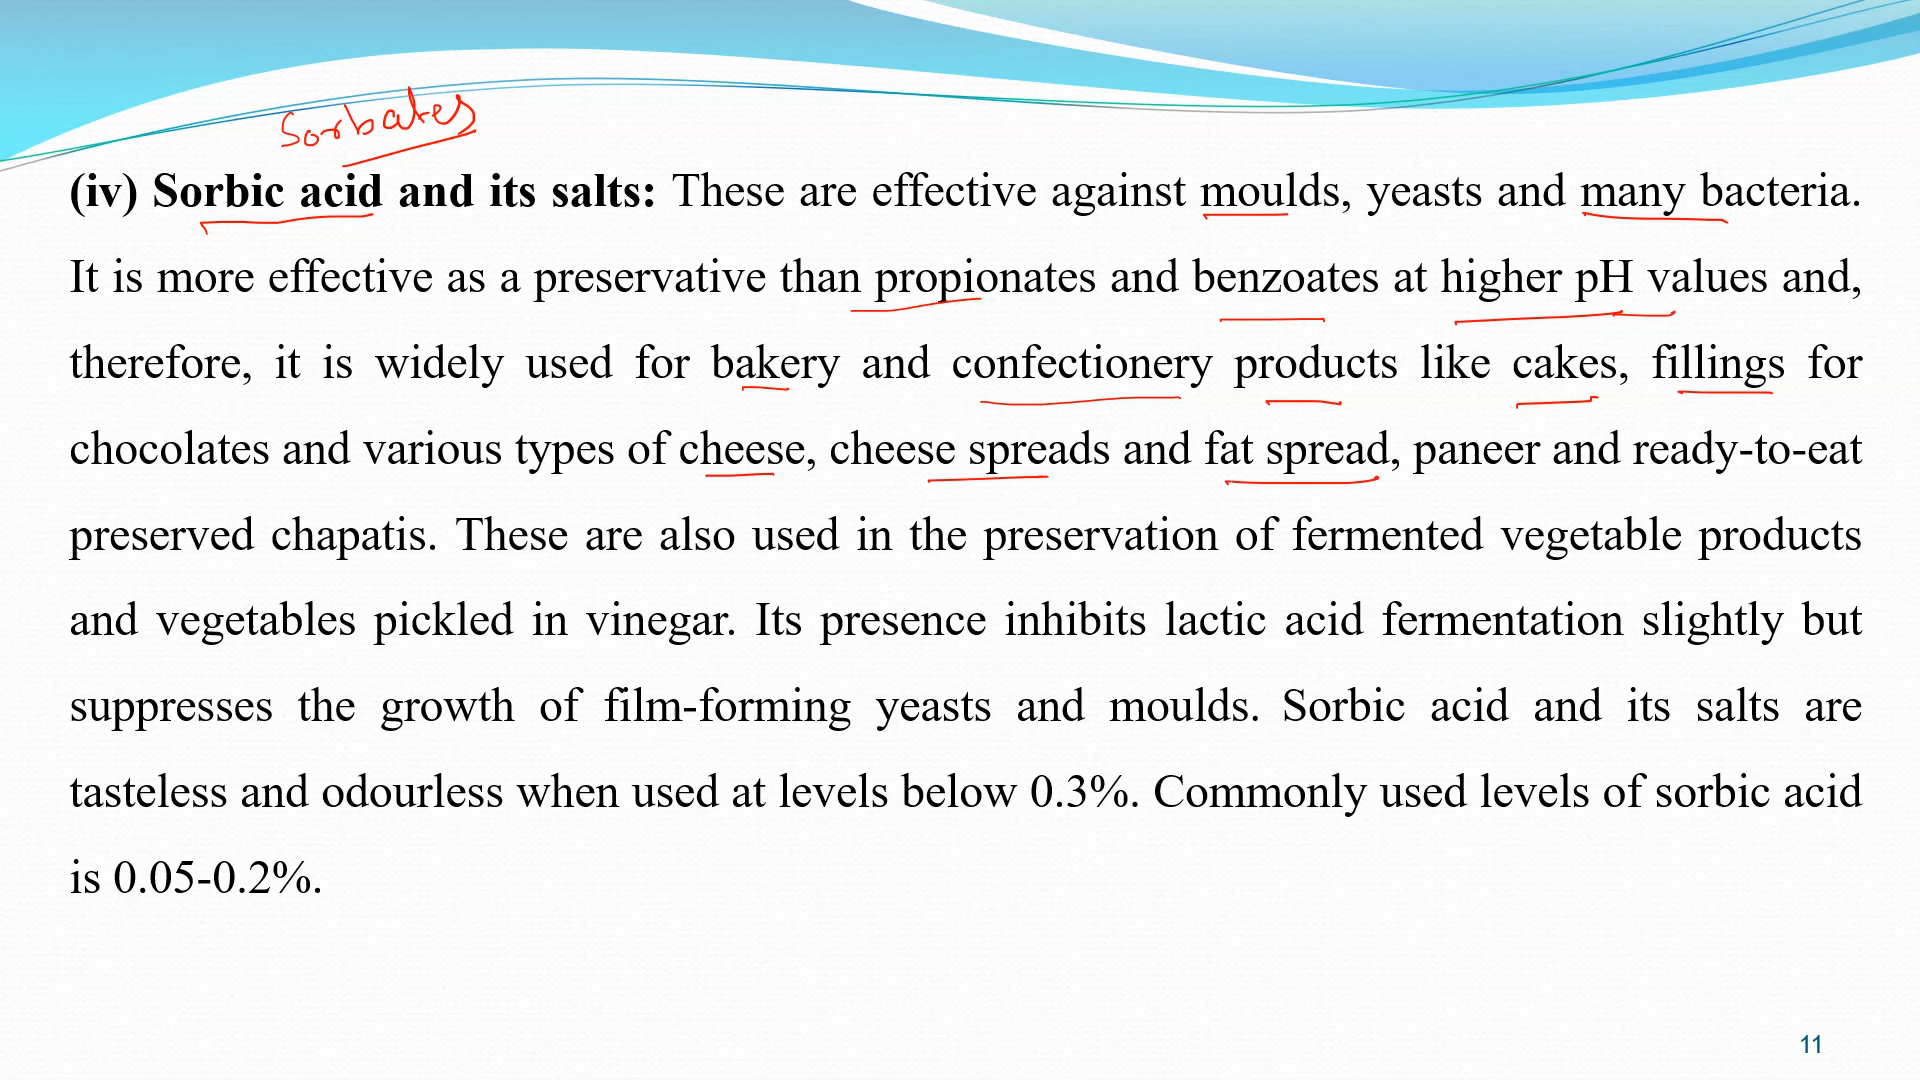 Sorbates
(iv) Sorbic acid and its salts: These are effective against moulds, yeasts and many bacteria.
It is more effective as a preservative than propionates and benzoates at higher pH values and,
therefore, it is widely used for bakery and confectionery products like cakes, fillings for
chocolates and various types of cheese, cheese spreads and fat spread, paneer and ready-to-eat
preserved chapatis. These are also used in the preservation of fermented vegetable products
and vegetables pickled in vinegar. Its presence inhibits lactic acid fermentation slightly but
suppresses the growth of film-forming yeasts and moulds. Sorbic acid and its salts are
tasteless and odourless when used at levels below 0.3%. Commonly used levels of sorbic acid
is 0.05-0.2%.
11